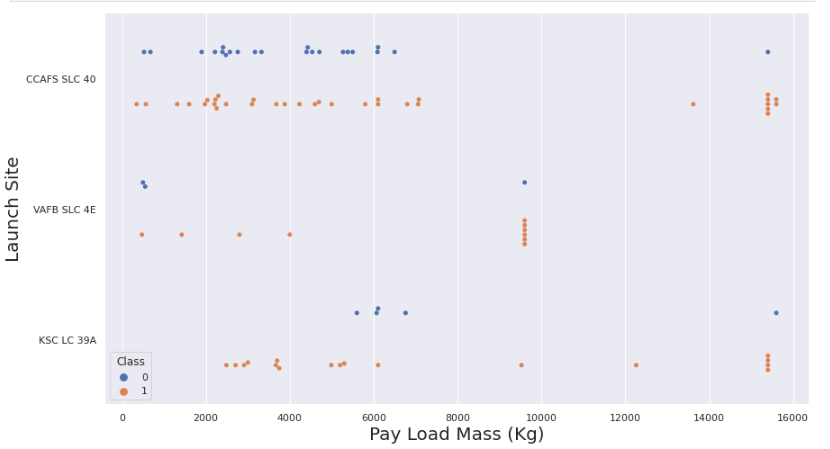 Launch Site
CCAFS SLC 40
VAFB SLC 4E
KSC LC 39A
Class
0
1
0 2000 4000 6000 8000 10000 12000 14000 16000
Pay Load Mass (Kg)